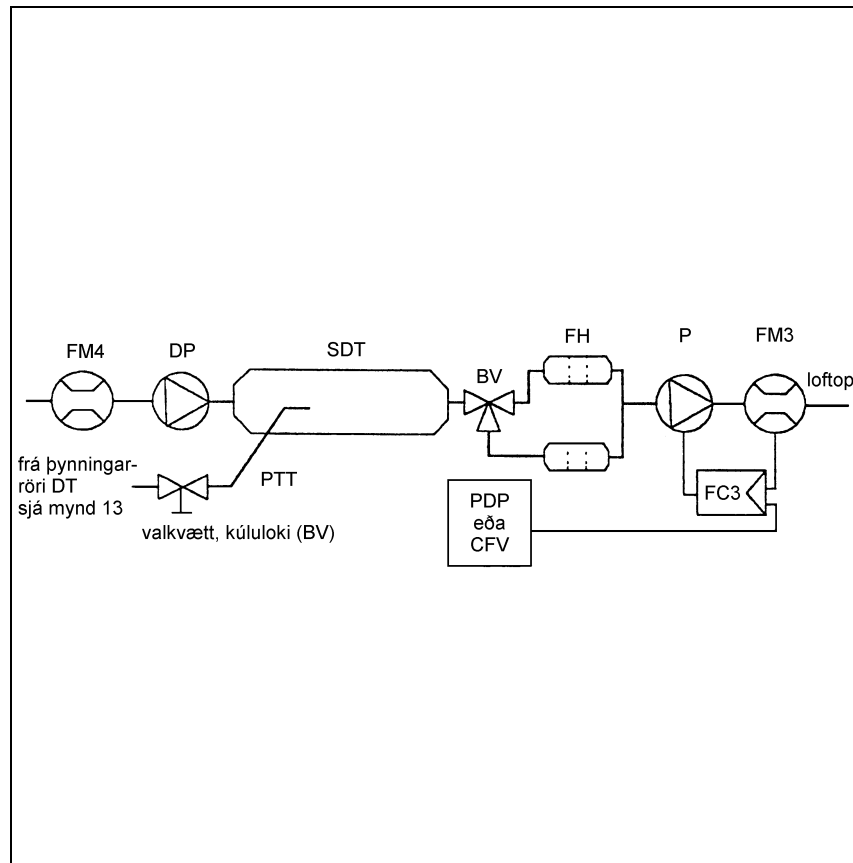 FM4
DP
SDT
BV
FH
P
FM3
loftop
frá þynningar-
röri DT
sjá mynd 13
PTT
valkvætt, kúluloki (BV)
PDP
eða
CFV
FC3